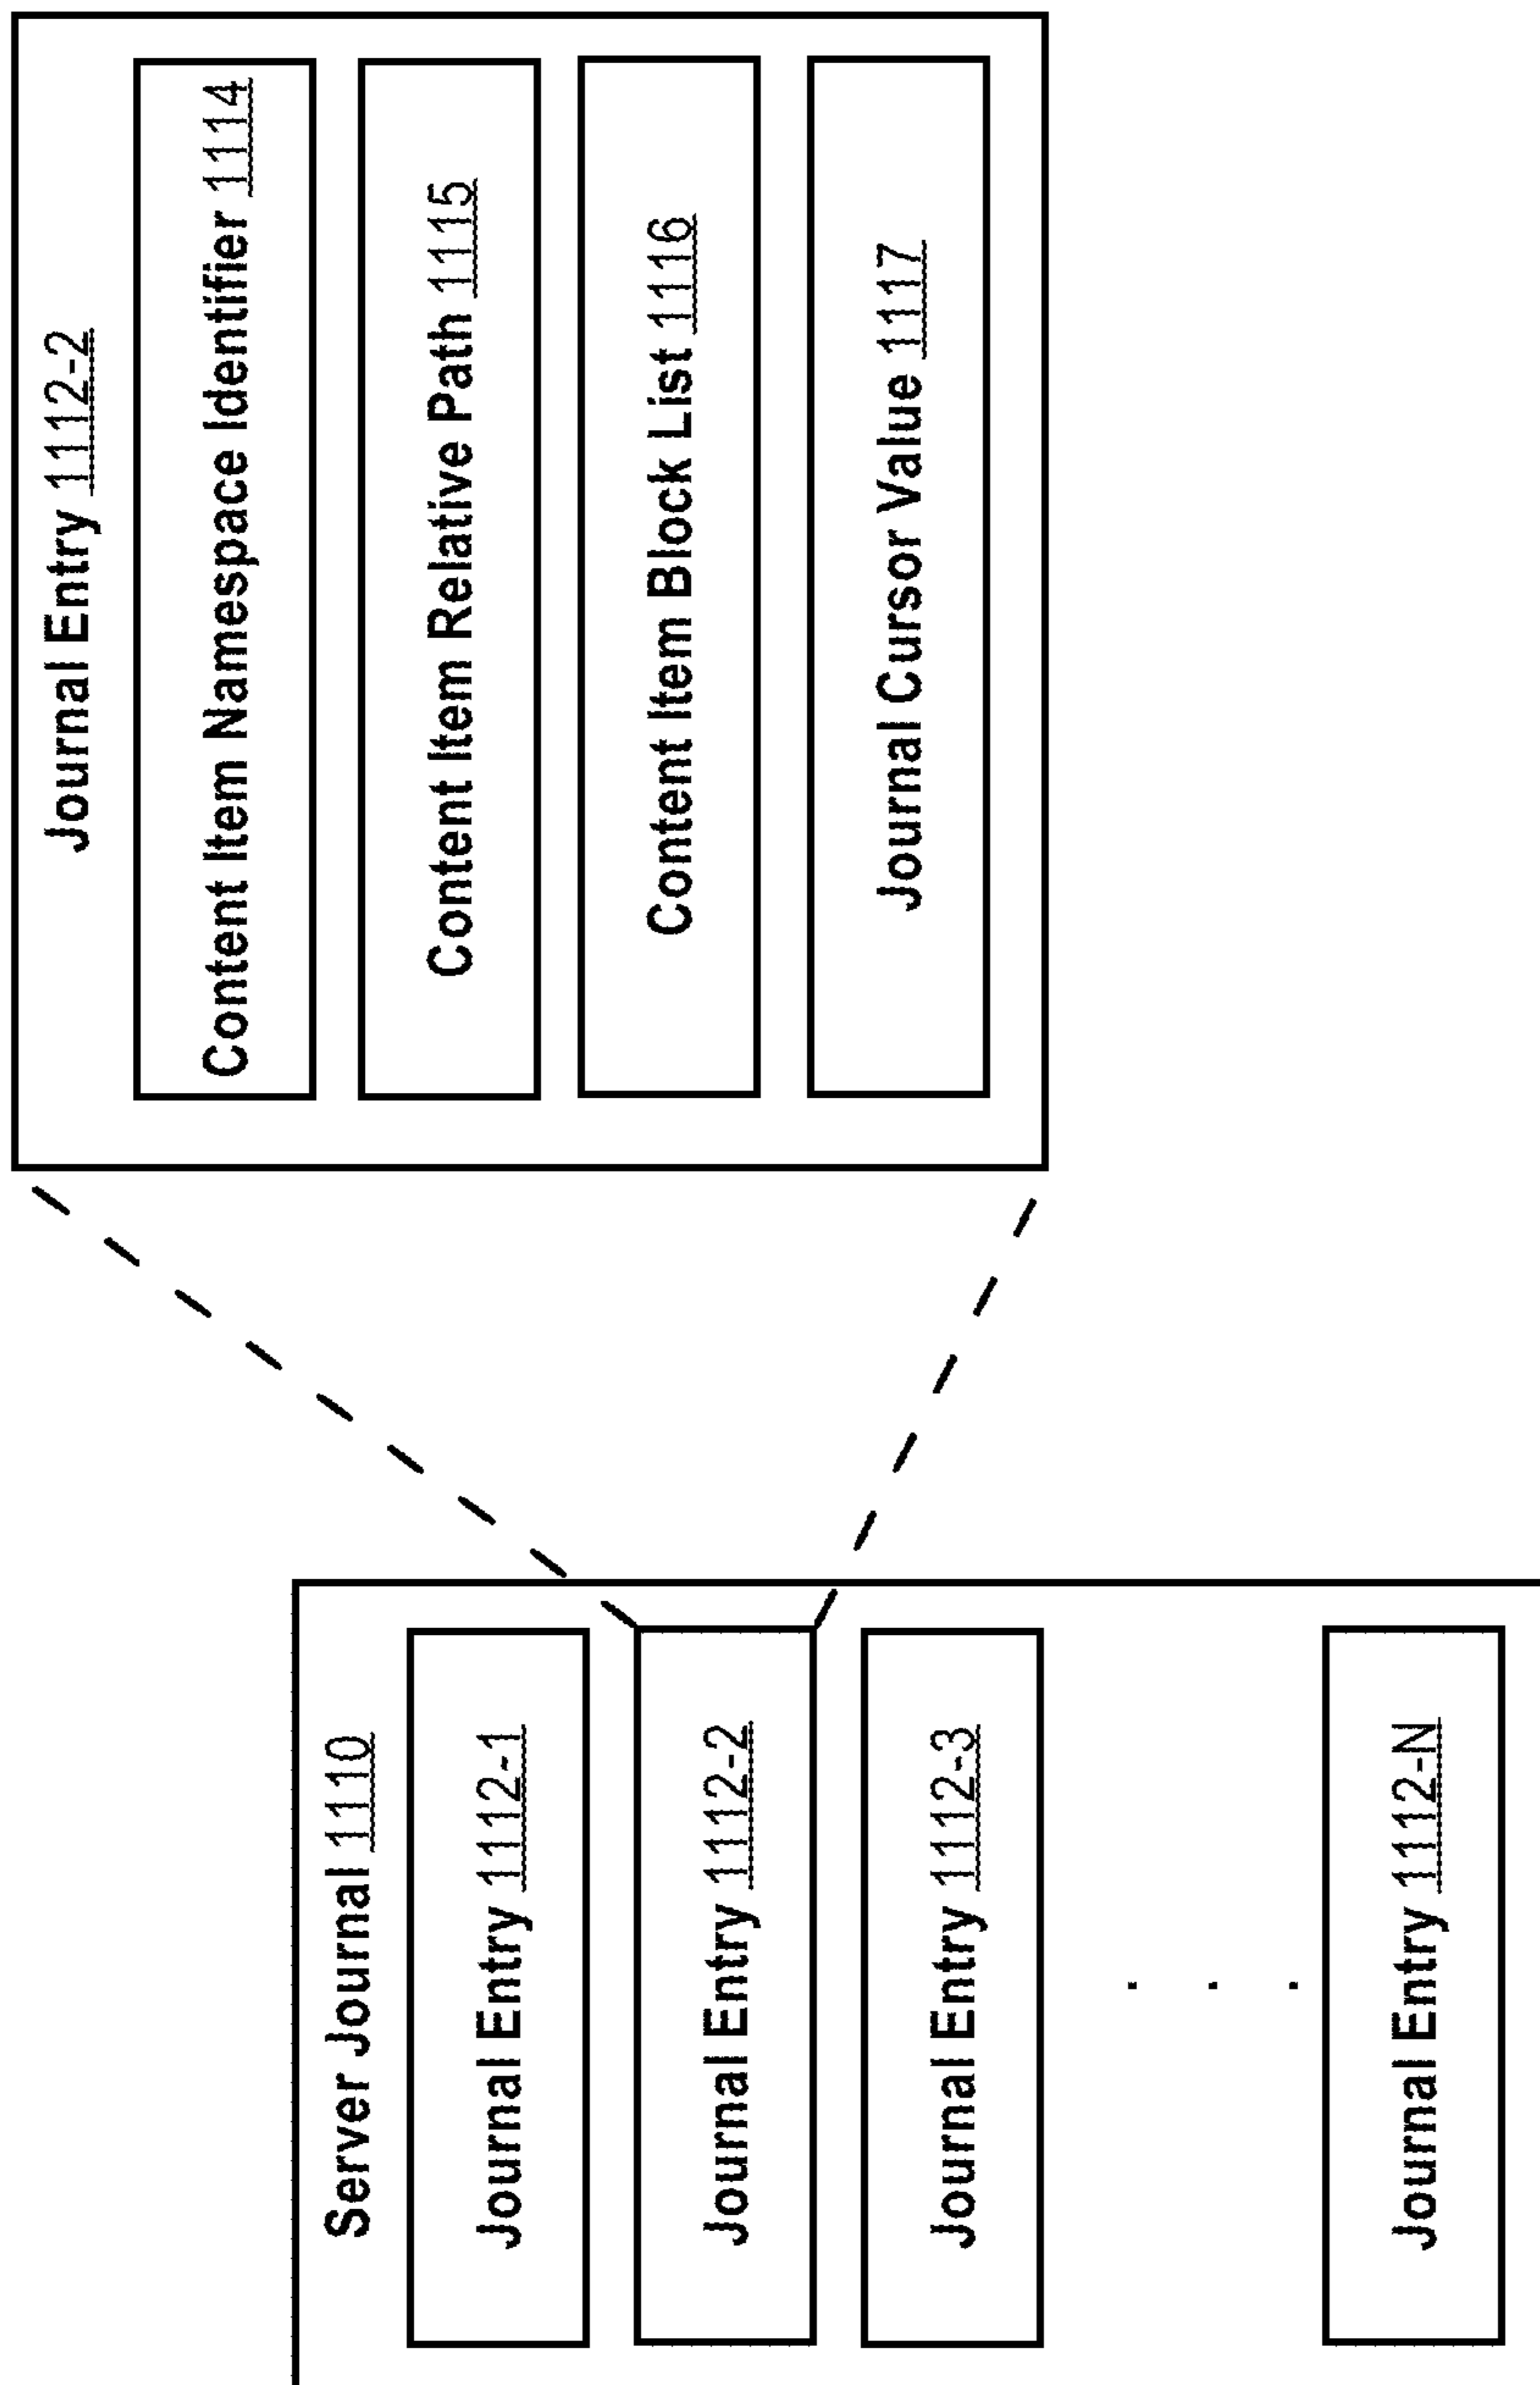 Server Journal 1110
Journal Entry 1112-1
Journal Entry 1112-2
Journal Entry 1112-3
. . .
Journal Entry 1112-N
Journal Entry 1112-2
Content Item Namespace Identifier 1114
Content Item Relative Path 1115
Content Item Block List 1116
Journal Cursor Value 1117